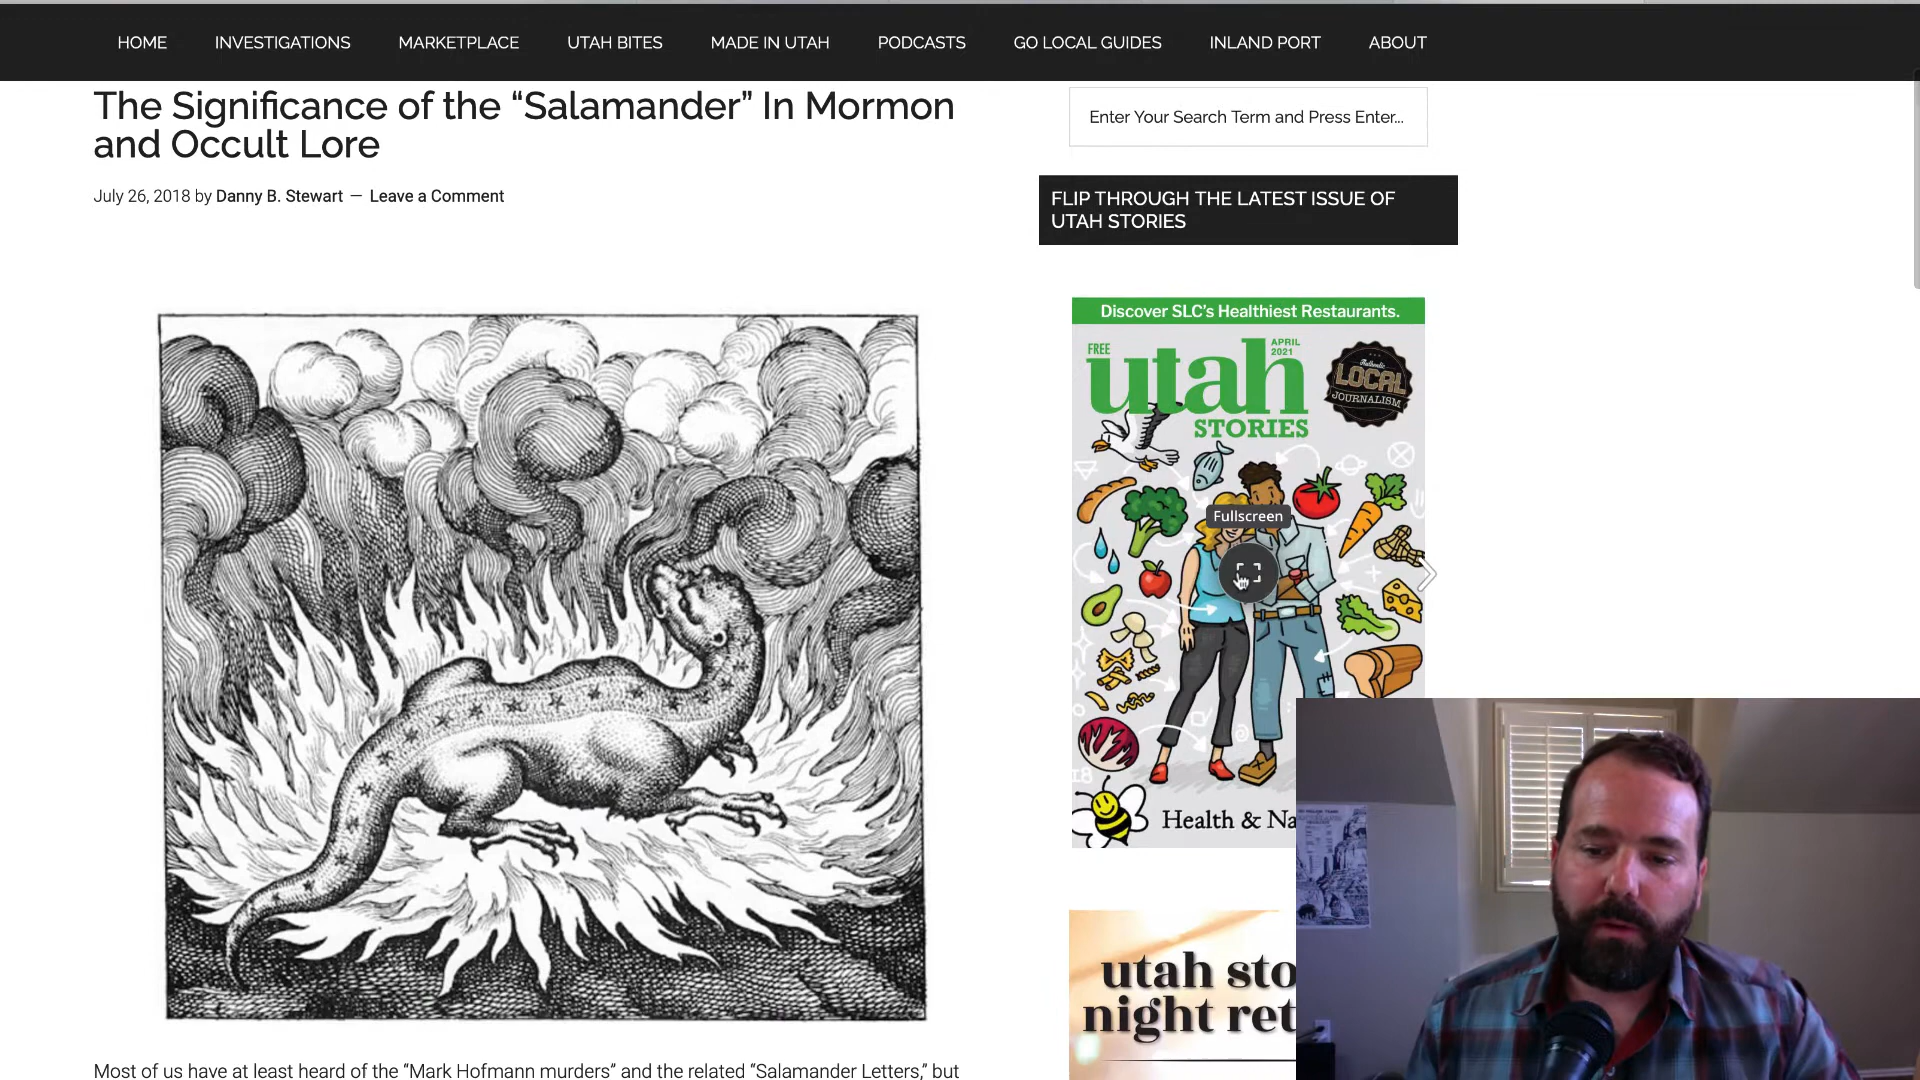 HOME INVESTIGATIONS MARKETPLACE UTAH BITES MADE IN UTAH PODCASTS GO LOCAL GUIDES INLAND PORT ABOUT
The Significance of the “Salamander” In Mormon
and Occult Lore
July 26, 2018 by Danny B. Stewart — Leave a Comment
Most of us have at least heard of the “Mark Hofmann murders” and the related “Salamander Letters,” but
Enter Your Search Term and Press Enter...
FLIP THROUGH THE LATEST ISSUE OF
UTAH STORIES
Discover SLC's Healthiest Restaurants.
FREE
APRIL
2021
utah
STORIES
Authentic
LOCAL
JOURNALISM
Fullscreen
Health & Na
utah sto
night ret